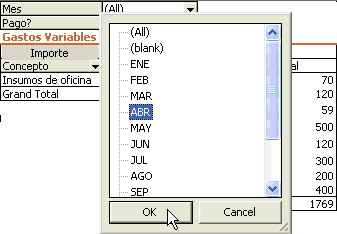 Mes (All)
Pago?
Gastos Variables
Importe
Concepto al
Insumos de oficina 70
Grand Total 120
59
500
120
300
200
400
1769
(All)
(blank)
ENE
FEB
MAR
ABR
MAY
JUN
JUL
AGO
SEP
OK Cancel